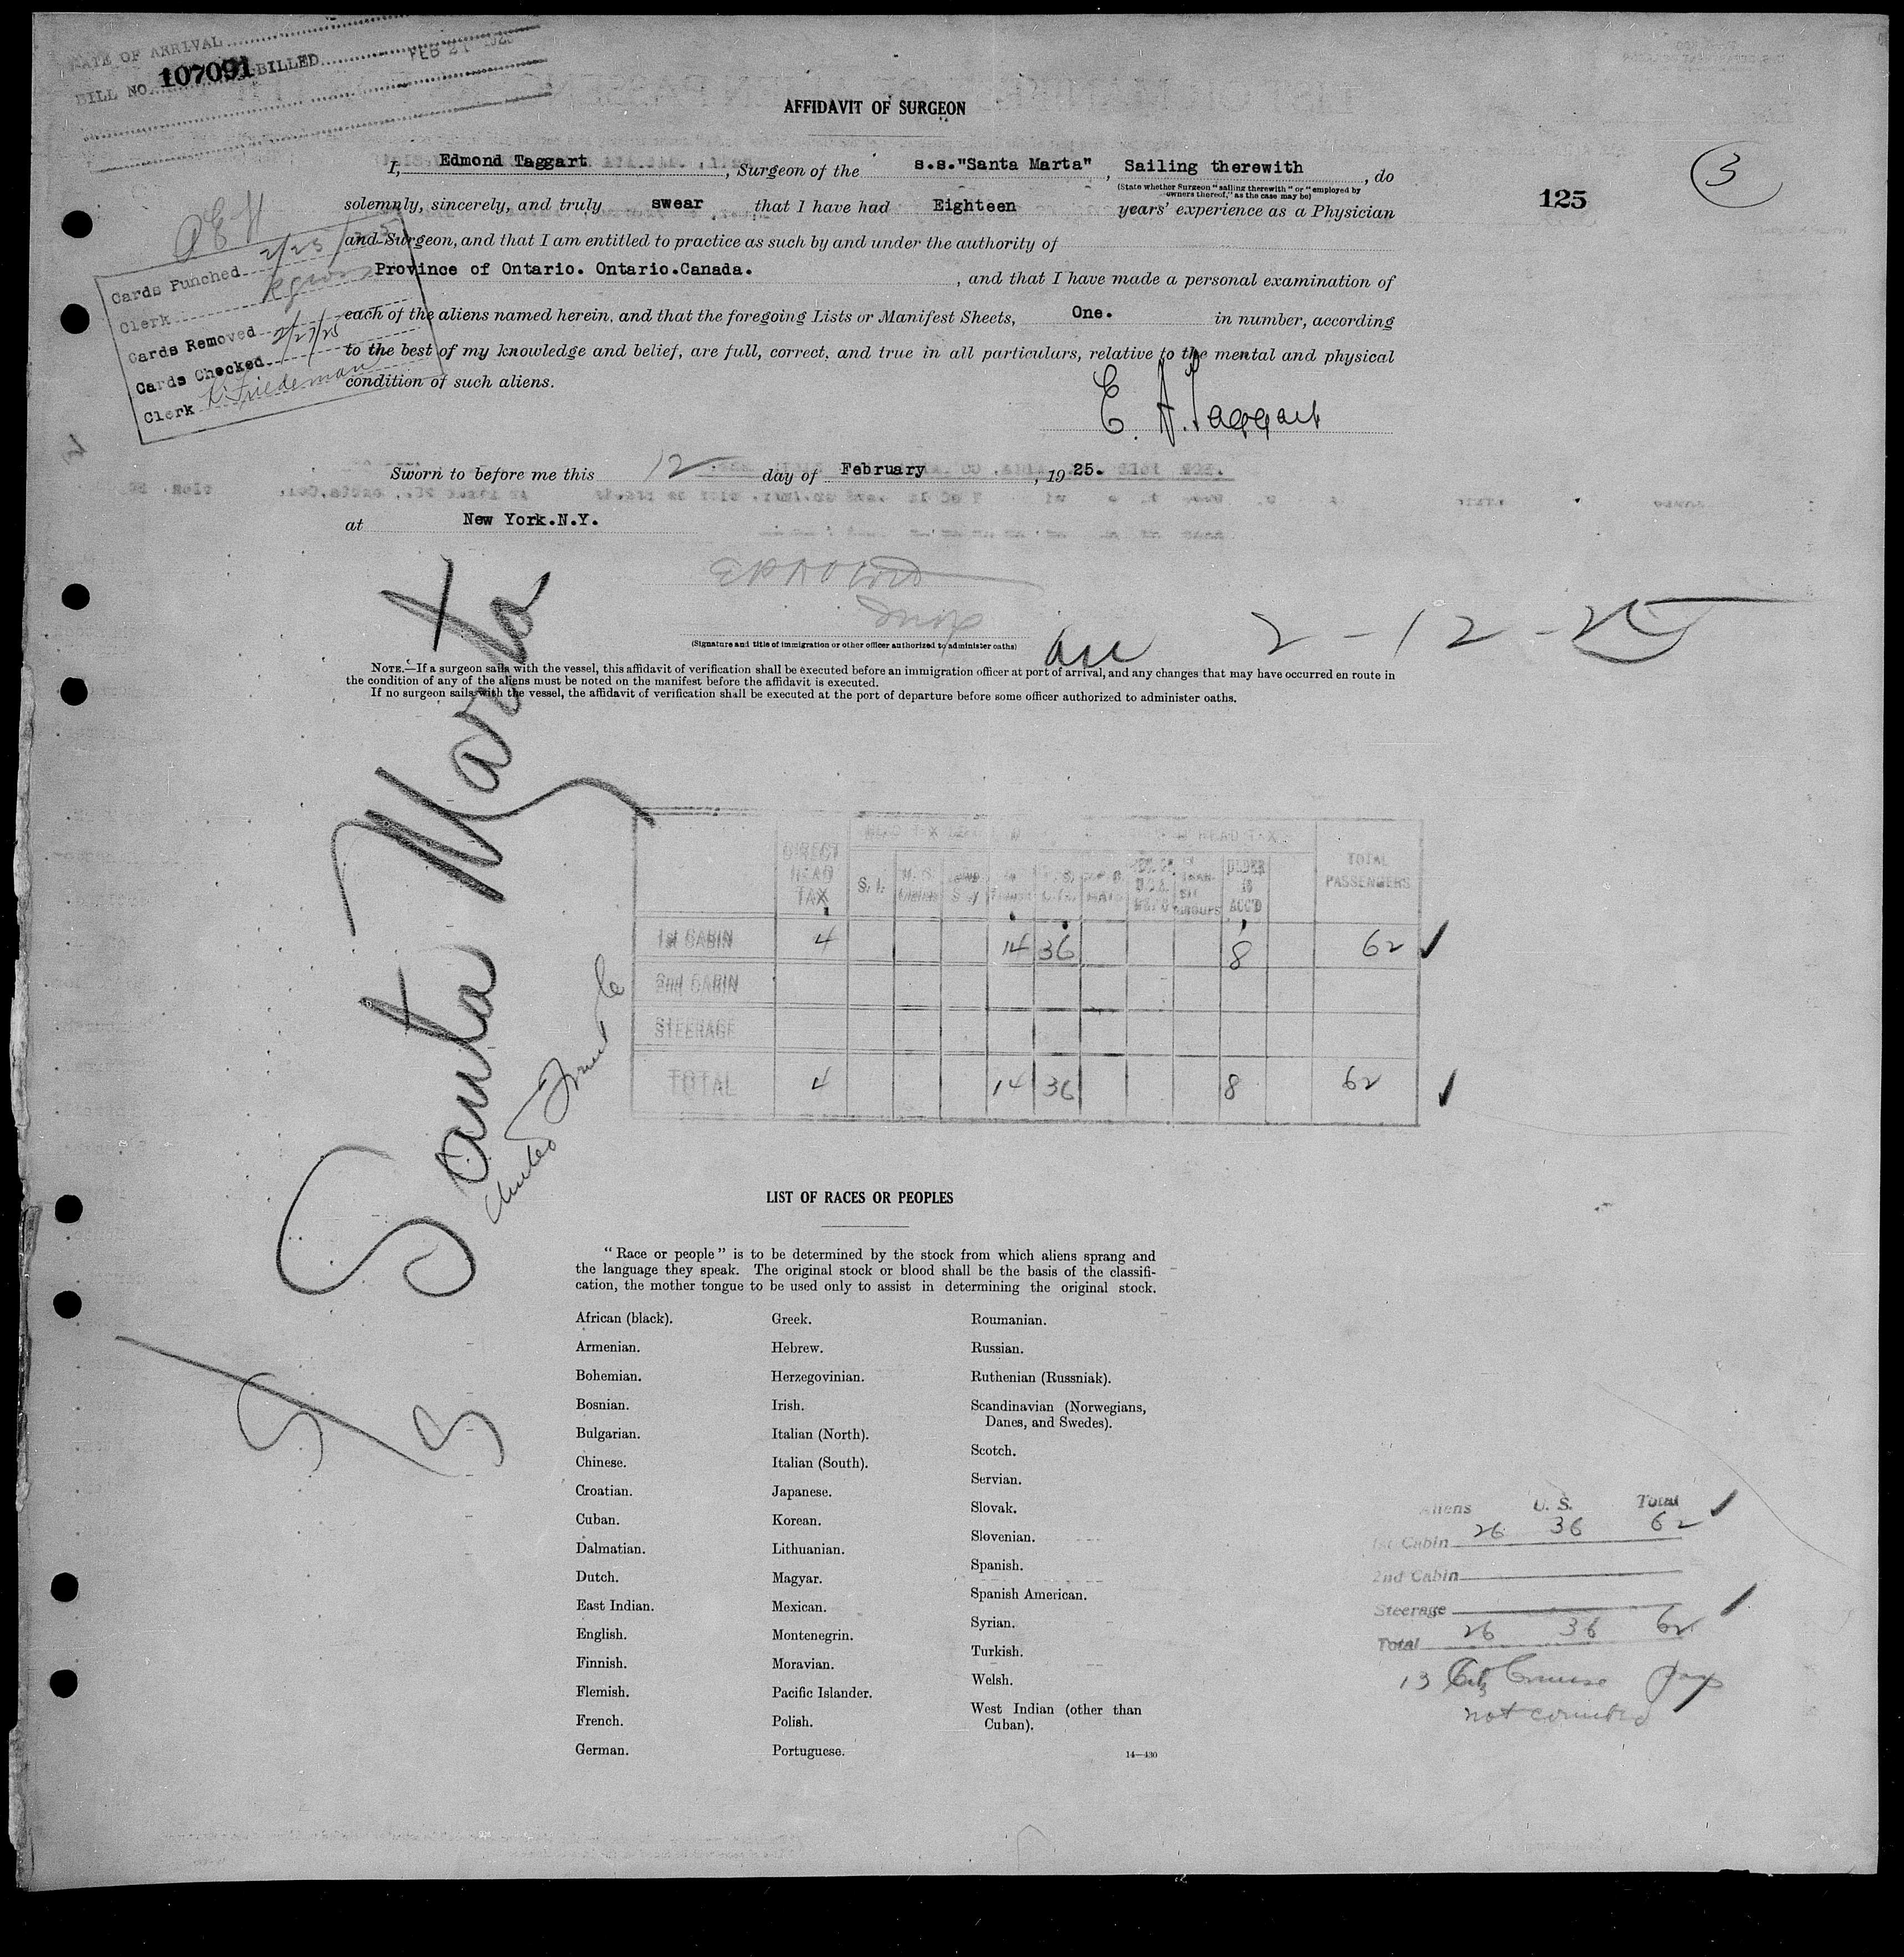 DATE OF ARRIVAL
BILL NO. 107091 BILLED FEB 21 1925
AFFIDAVIT OF SURGEON
I, Edmond Taggart, Surgeon of the s.s."Santa Marta", Sailing therewith, do
(State whether Surgeon "sailing therewith" or "employed by
owners thereof," as the case may be)
125
3
solemnly, sincerely, and truly swear that I have had Eighteen years' experience as a Physician
and Surgeon, and that I am entitled to practice as such by and under the authority of
Province of Ontario. Ontario.Canada. , and that I have made a personal examination of
each of the aliens named herein, and that the foregoing Lists or Manifest Sheets, One. in number, according
to the best of my knowledge and belief, are full, correct, and true in all particulars, relative to the mental and physical
condition of such aliens.
Cards Punched 2/25/25
Clerk
Cards Removed 2/27/25
Cards Checked
Clerk K Friedeman
E. A. Taggart
Sworn to before me this 12 day of February, 1925.
at New York.N.Y.
Insp
(Signature and title of immigration or other officer authorized to administer oaths)
arr 2-12-25
NOTE.—If a surgeon sails with the vessel, this affidavit of verification shall be executed before an immigration officer at port of arrival, and any changes that may have occurred en route in
the condition of any of the aliens must be noted on the manifest before the affidavit is executed.
If no surgeon sails with the vessel, the affidavit of verification shall be executed at the port of departure before some officer authorized to administer oaths.
Santa Marta
United Fruit Co
S/S
DIRECT HEAD TAX S. I. UNDER 16 ACC'D TOTAL PASSENGERS
1st CABIN 4 14 36 8 62
2nd CABIN
STEERAGE
TOTAL 4 14 36 8 62
LIST OF RACES OR PEOPLES
"Race or people" is to be determined by the stock from which aliens sprang and
the language they speak. The original stock or blood shall be the basis of the classifi-
cation, the mother tongue to be used only to assist in determining the original stock.
African (black).
Armenian.
Bohemian.
Bosnian.
Bulgarian.
Chinese.
Croatian.
Cuban.
Dalmatian.
Dutch.
East Indian.
English.
Finnish.
Flemish.
French.
German.
Greek.
Hebrew.
Herzegovinian.
Irish.
Italian (North).
Italian (South).
Japanese.
Korean.
Lithuanian.
Magyar.
Mexican.
Montenegrin.
Moravian.
Pacific Islander.
Polish.
Portuguese.
Roumanian.
Russian.
Ruthenian (Russniak).
Scandinavian (Norwegians,
Danes, and Swedes).
Scotch.
Servian.
Slovak.
Slovenian.
Spanish.
Spanish American.
Syrian.
Turkish.
Welsh.
West Indian (other than
Cuban).
14—430
Aliens U. S. Total
1st Cabin 26 36 62
2nd Cabin
Steerage
Total 26 36 62
13 Cruise
not counted